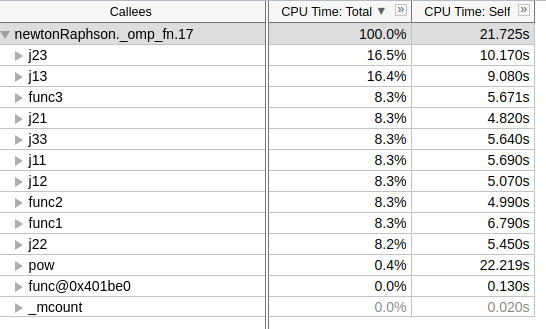 Callees CPU Time: Total ▼ » CPU Time: Self »
newtonRaphson._omp_fn.17 100.0% 21.725s
j23 16.5% 10.170s
j13 16.4% 9.080s
func3 8.3% 5.671s
j21 8.3% 4.820s
j33 8.3% 5.640s
j11 8.3% 5.690s
j12 8.3% 5.070s
func2 8.3% 4.990s
func1 8.3% 6.790s
j22 8.2% 5.450s
pow 0.4% 22.219s
func@0x401be0 0.0% 0.130s
_mcount 0.0% 0.020s